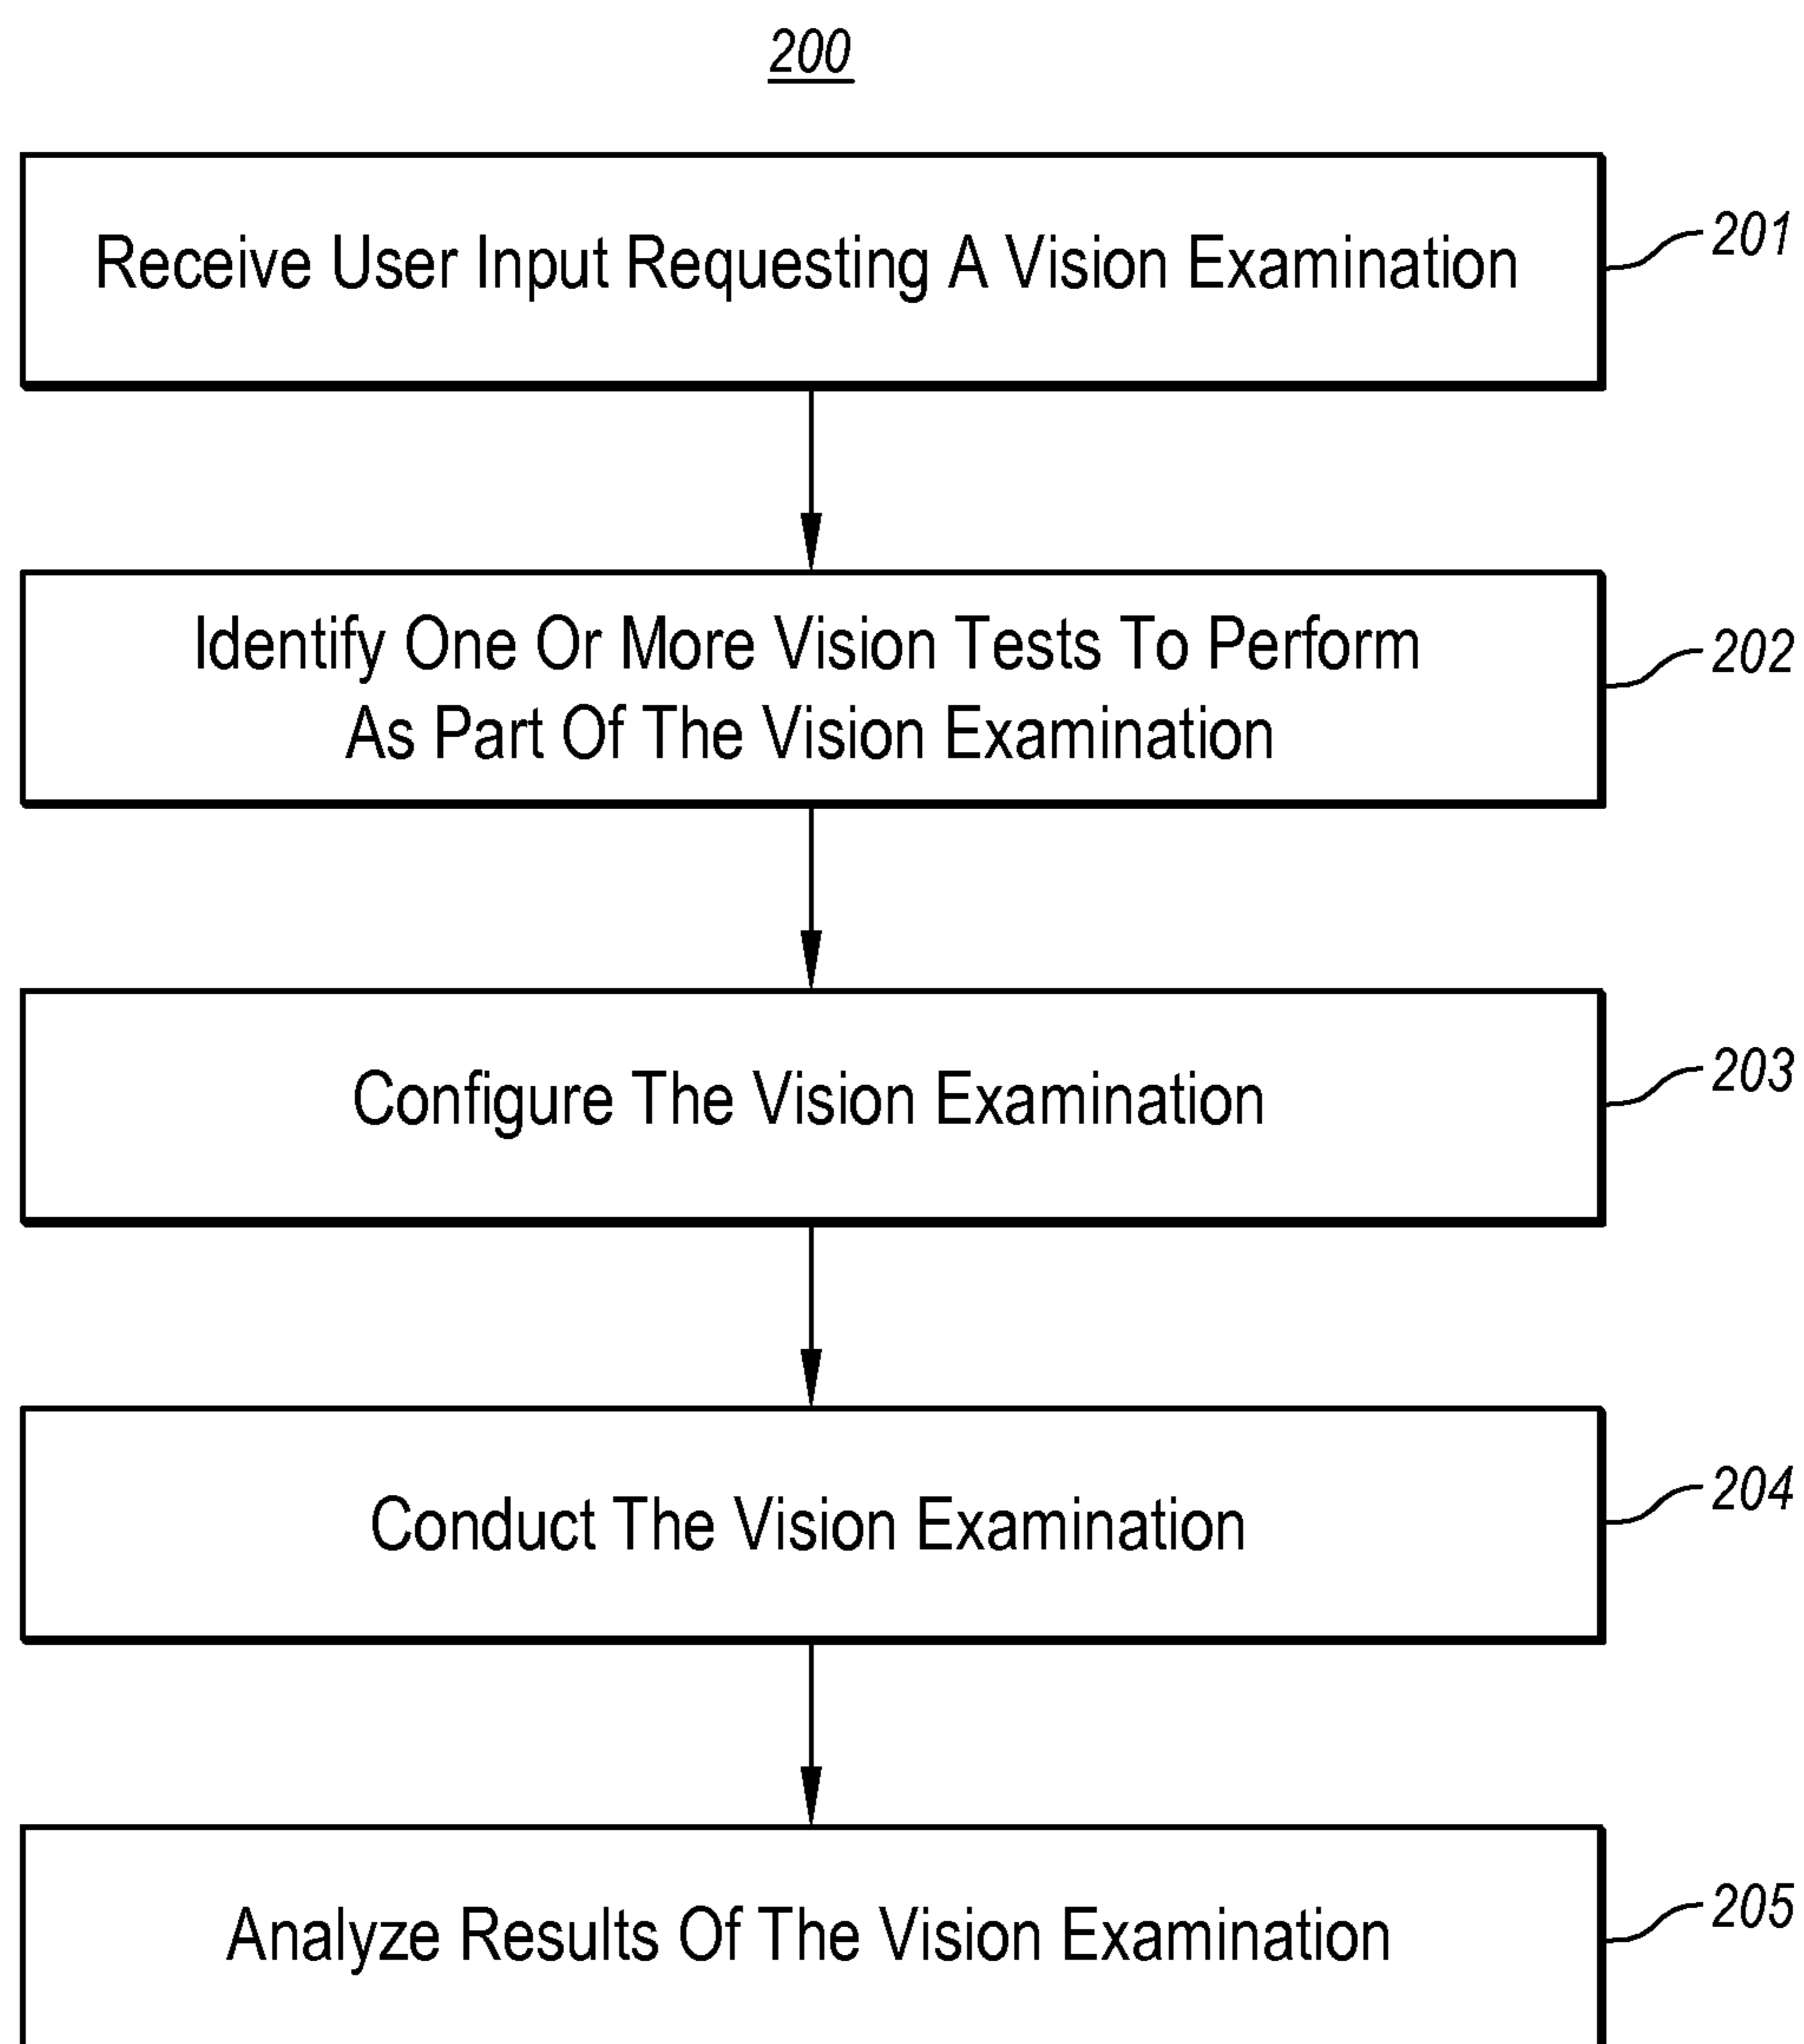 200
Receive User Input Requesting A Vision Examination
201
Identify One Or More Vision Tests To Perform
As Part Of The Vision Examination
202
Configure The Vision Examination
203
Conduct The Vision Examination
204
Analyze Results Of The Vision Examination
205